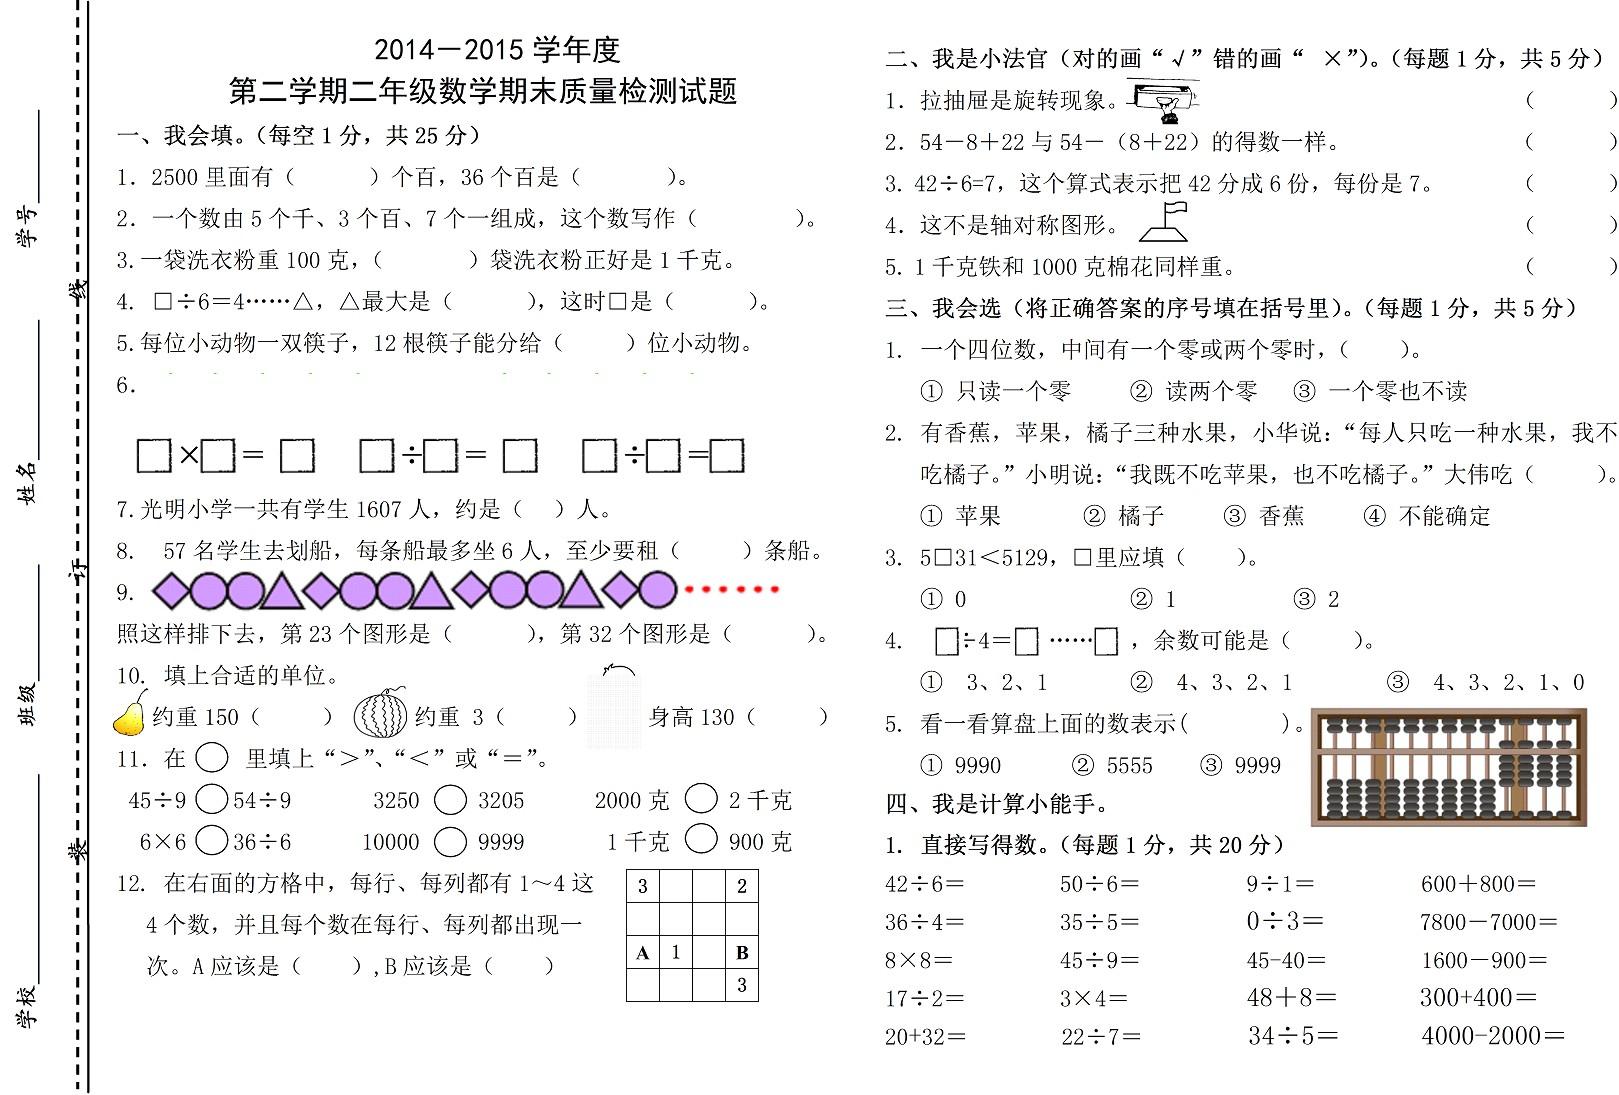 学校 班级 姓名 学号
装 订 线
2014－2015 学年度
第二学期二年级数学期末质量检测试题
一、我会填。（每空 1 分，共 25 分）
1．2500 里面有（　　　）个百，36 个百是（　　　）。
2．一个数由 5 个千、3 个百、7 个一组成，这个数写作（　　　）。
3.一袋洗衣粉重 100 克，（　　　）袋洗衣粉正好是 1 千克。
4．□÷6＝4……△，△最大是（　　　），这时□是（　　　）。
5.每位小动物一双筷子，12 根筷子能分给（　　　）位小动物。
6．
□×□＝□　□÷□＝□　□÷□＝□
7.光明小学一共有学生 1607 人，约是（　）人。
8．57 名学生去划船，每条船最多坐 6 人，至少要租（　　　）条船。
9. ……
照这样排下去，第 23 个图形是（　　　），第 32 个图形是（　　　）。
10．填上合适的单位。
约重 150（　　　）　约重 3（　　　）　身高 130（　　　）
11．在 ○ 里填上“＞”、“＜”或“＝”。
45÷9 ○ 54÷9　3250 ○ 3205　2000 克 ○ 2 千克
6×6 ○ 36÷6　10000 ○ 9999　1 千克 ○ 900 克
12．在右面的方格中，每行、每列都有 1～4 这
4 个数，并且每个数在每行、每列都出现一
次。A 应该是（　　）,B 应该是（　　）
3 2
A 1 B
3
二、我是小法官（对的画“√”错的画“ ×”）。（每题 1 分，共 5 分）
1．拉抽屉是旋转现象。（　　　）
2．54－8＋22 与 54－（8＋22）的得数一样。（　　　）
3. 42÷6=7，这个算式表示把 42 分成 6 份，每份是 7。（　　　）
4．这不是轴对称图形。（　　　）
5. 1 千克铁和 1000 克棉花同样重。（　　　）
三、我会选（将正确答案的序号填在括号里）。（每题 1 分，共 5 分）
1．一个四位数，中间有一个零或两个零时，（　　）。
① 只读一个零　② 读两个零　③ 一个零也不读
2．有香蕉，苹果，橘子三种水果，小华说：“每人只吃一种水果，我不
吃橘子。”小明说：“我既不吃苹果，也不吃橘子。”大伟吃（　　）。
① 苹果　② 橘子　③ 香蕉　④ 不能确定
3．5□31＜5129，□里应填（　　）。
① 0　② 1　③ 2
4．□÷4＝□……□，余数可能是（　　）。
① 3、2、1　② 4、3、2、1　③ 4、3、2、1、0
5．看一看算盘上面的数表示(　　　)。
① 9990　② 5555　③ 9999
四、我是计算小能手。
1．直接写得数。（每题 1 分，共 20 分）
42÷6＝　50÷6＝　9÷1＝　600＋800＝
36÷4＝　35÷5＝　0÷3＝　7800－7000＝
8×8＝　45÷9＝　45-40＝　1600－900＝
17÷2＝　3×4＝　48＋8＝　300+400＝
20+32＝　22÷7＝　34÷5＝　4000-2000＝